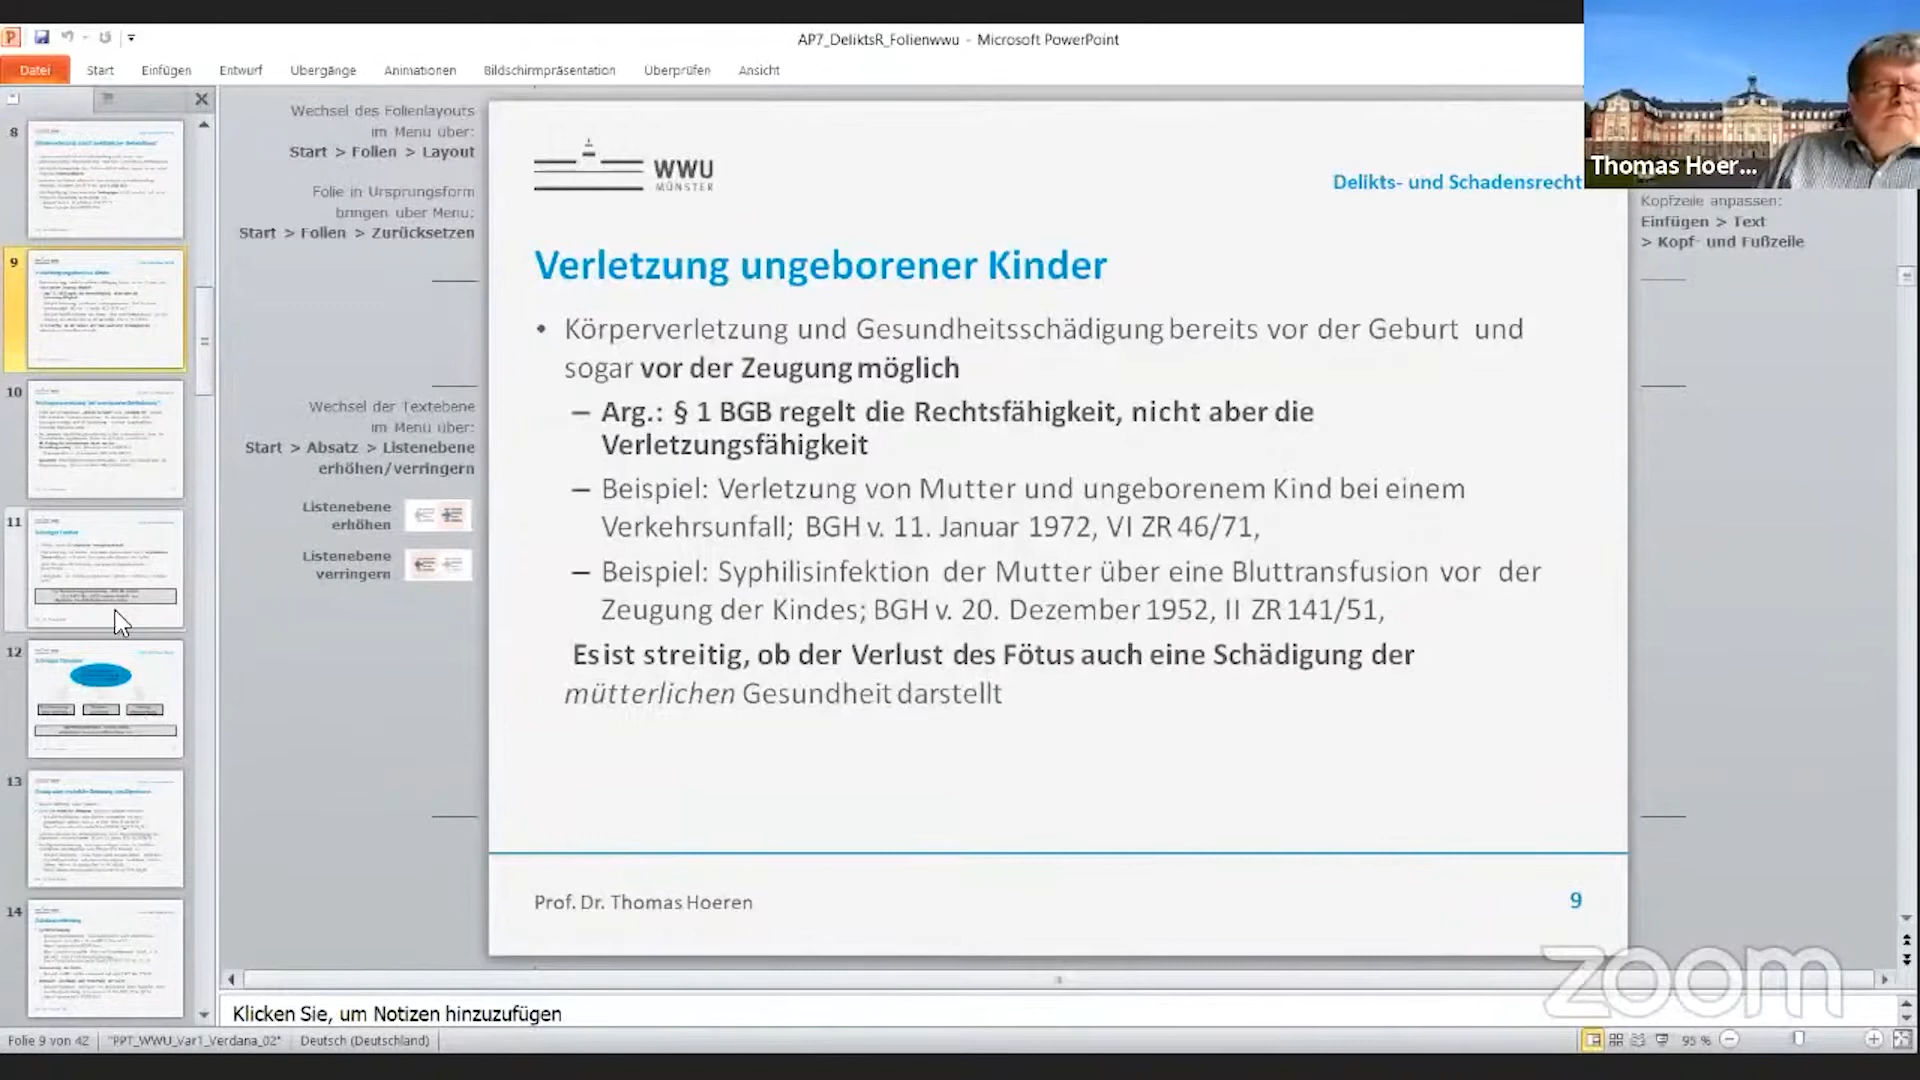 AP7_DeliktsR_Folienwwu - Microsoft PowerPoint
Datei Start Einfügen Entwurf Übergänge Animationen Bildschirmpräsentation Überprüfen Ansicht
Thomas Hoer...
8
9
10
11
12
13
14
Wechsel des Folienlayouts
im Menu über:
Start > Folien > Layout
Folie in Ursprungsform
bringen über Menu:
Start > Folien > Zurücksetzen
Wechsel der Textebene
im Menu über:
Start > Absatz > Listenebene
erhöhen/verringern
Listenebene
erhöhen
Listenebene
verringern
WWU
MÜNSTER
Delikts- und Schadensrecht
Verletzung ungeborener Kinder
• Körperverletzung und Gesundheitsschädigung bereits vor der Geburt und
sogar vor der Zeugung möglich
– Arg.: § 1 BGB regelt die Rechtsfähigkeit, nicht aber die
Verletzungsfähigkeit
– Beispiel: Verletzung von Mutter und ungeborenem Kind bei einem
Verkehrsunfall; BGH v. 11. Januar 1972, VI ZR 46/71,
– Beispiel: Syphilisinfektion der Mutter über eine Bluttransfusion vor der
Zeugung der Kindes; BGH v. 20. Dezember 1952, II ZR 141/51,
Es ist streitig, ob der Verlust des Fötus auch eine Schädigung der
mütterlichen Gesundheit darstellt
Prof. Dr. Thomas Hoeren
9
Kopfzeile anpassen:
Einfügen > Text
> Kopf- und Fußzeile
zoom
Klicken Sie, um Notizen hinzuzufügen
Folie 9 von 42 "PPT_WWU_Var1_Verdana_02" Deutsch (Deutschland) 95 %